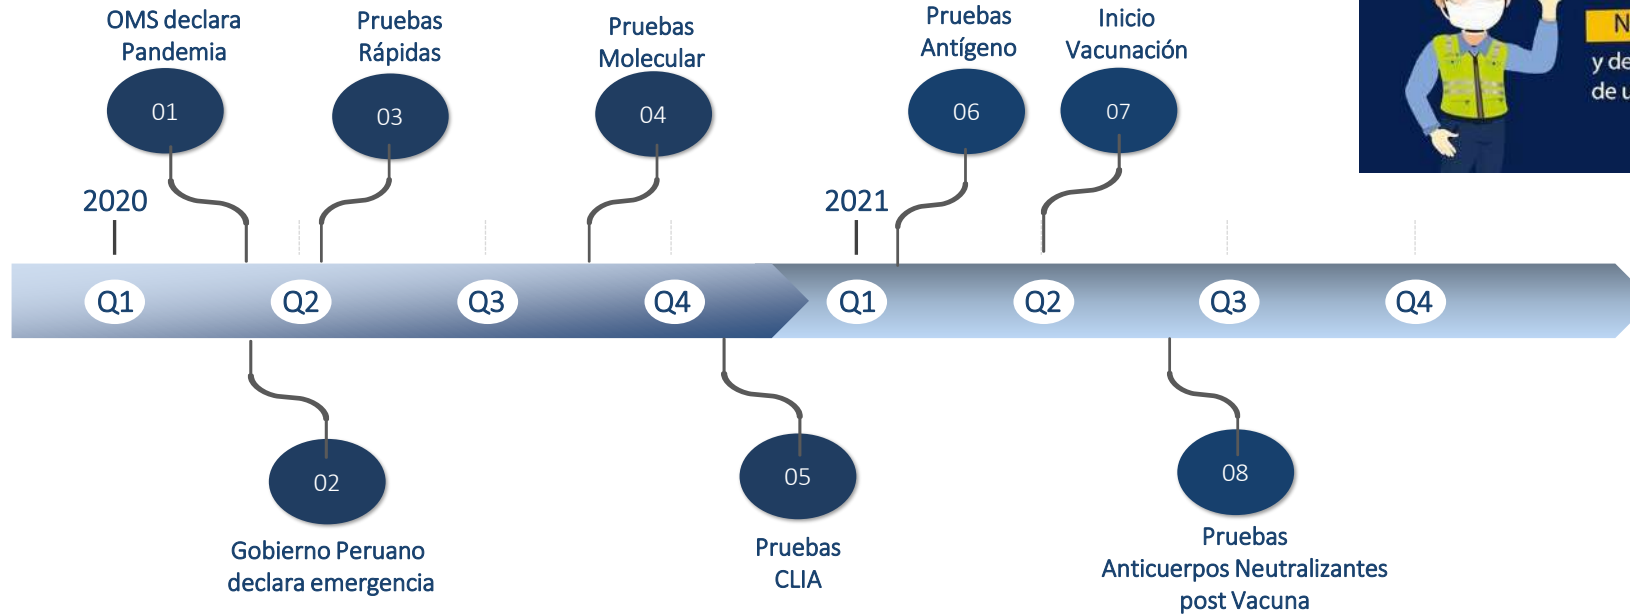 OMS declara
Pandemia
01
Pruebas
Rápidas
03
Pruebas
Molecular
04
Pruebas
Antígeno
06
Inicio
Vacunación
07
y de
de u
2020
2021
Q1
Q2
Q3
Q4
Q1
Q2
Q3
Q4
02
Gobierno Peruano
declara emergencia
05
Pruebas
CLIA
08
Pruebas
Anticuerpos Neutralizantes
post Vacuna